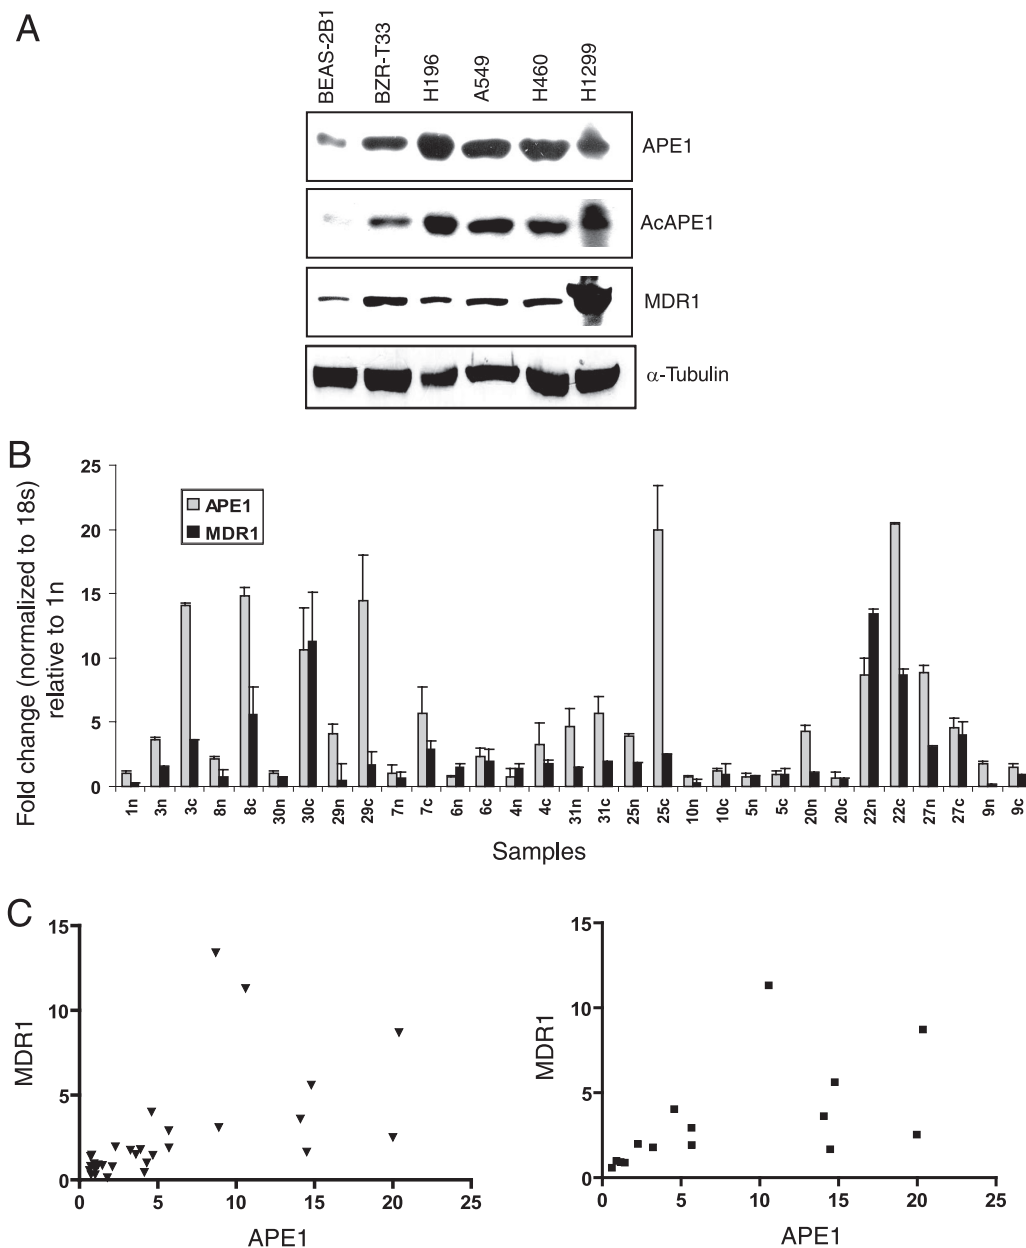 A
BEAS-2B1
BZR-T33
H196
A549
H460
H1299
APE1
AcAPE1
MDR1
α-Tubulin
B
Fold change (normalized to 18s)
relative to 1n
25
20
15
10
5
0
APE1
MDR1
1n 3n 3c 8n 8c 30n 30c 29n 29c 7n 7c 6n 6c 4n 4c 31n 31c 25n 25c 10n 10c 5n 5c 20n 20c 22n 22c 27n 27c 9n 9c
Samples
C
MDR1
15
10
5
0
0 5 10 15 20 25
APE1
MDR1
15
10
5
0
0 5 10 15 20 25
APE1